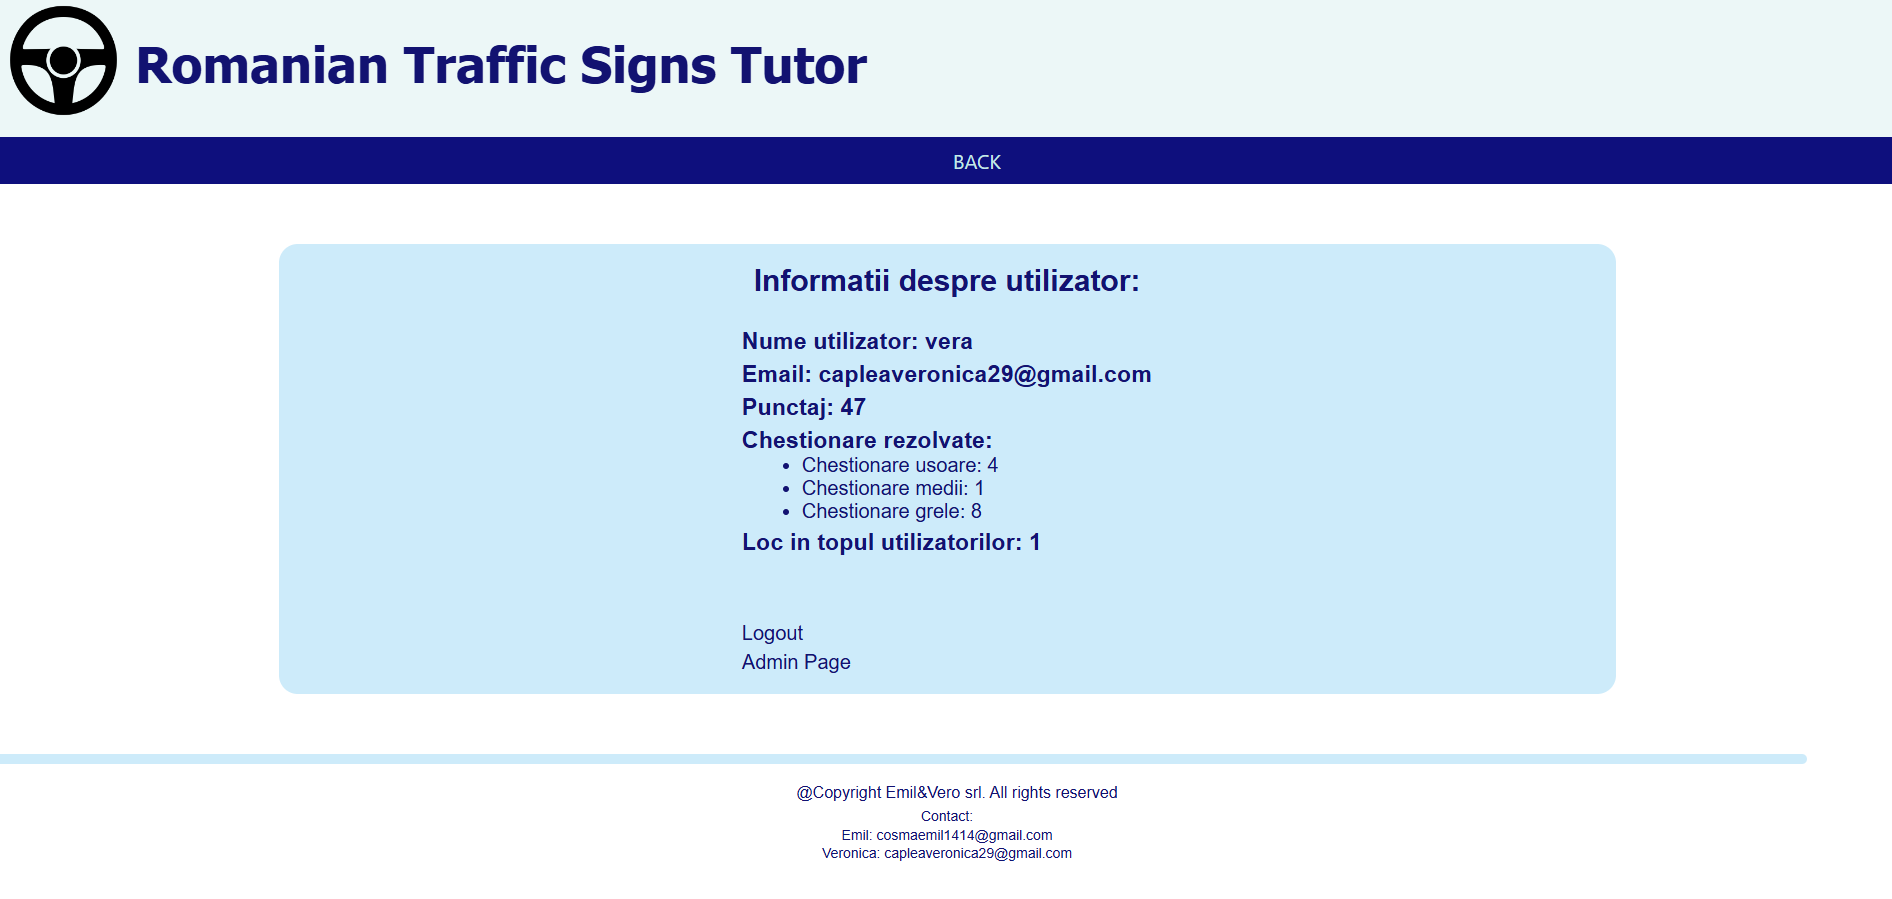 Romanian Traffic Signs Tutor
BACK
Informatii despre utilizator:
Nume utilizator: vera
Email: capleaveronica29@gmail.com
Punctaj: 47
Chestionare rezolvate:
• Chestionare usoare: 4
• Chestionare medii: 1
• Chestionare grele: 8
Loc in topul utilizatorilor: 1
Logout
Admin Page
@Copyright Emil&Vero srl. All rights reserved
Contact:
Emil: cosmaemil1414@gmail.com
Veronica: capleaveronica29@gmail.com